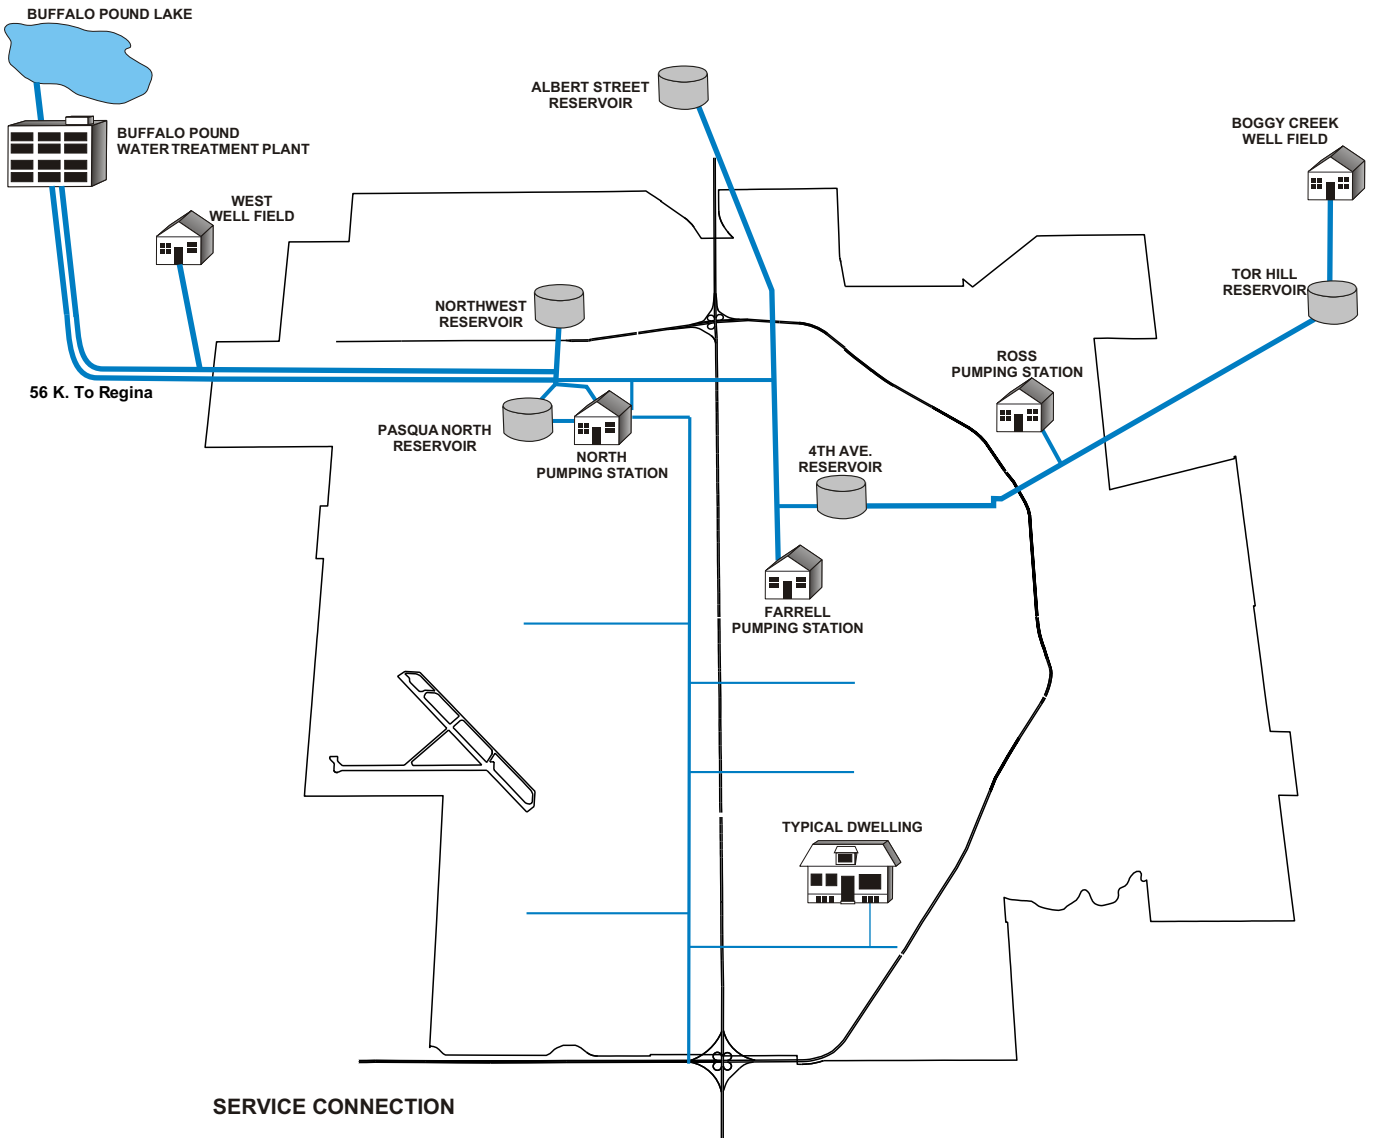 BUFFALO POUND LAKE
BUFFALO POUND
WATER TREATMENT PLANT
ALBERT STREET
RESERVOIR
BOGGY CREEK
WELL FIELD
WEST
WELL FIELD
TOR HILL
RESERVOIR
NORTHWEST
RESERVOIR
ROSS
PUMPING STATION
56 K. To Regina
PASQUA NORTH
RESERVOIR
NORTH
PUMPING STATION
4TH AVE.
RESERVOIR
FARRELL
PUMPING STATION
TYPICAL DWELLING
SERVICE CONNECTION